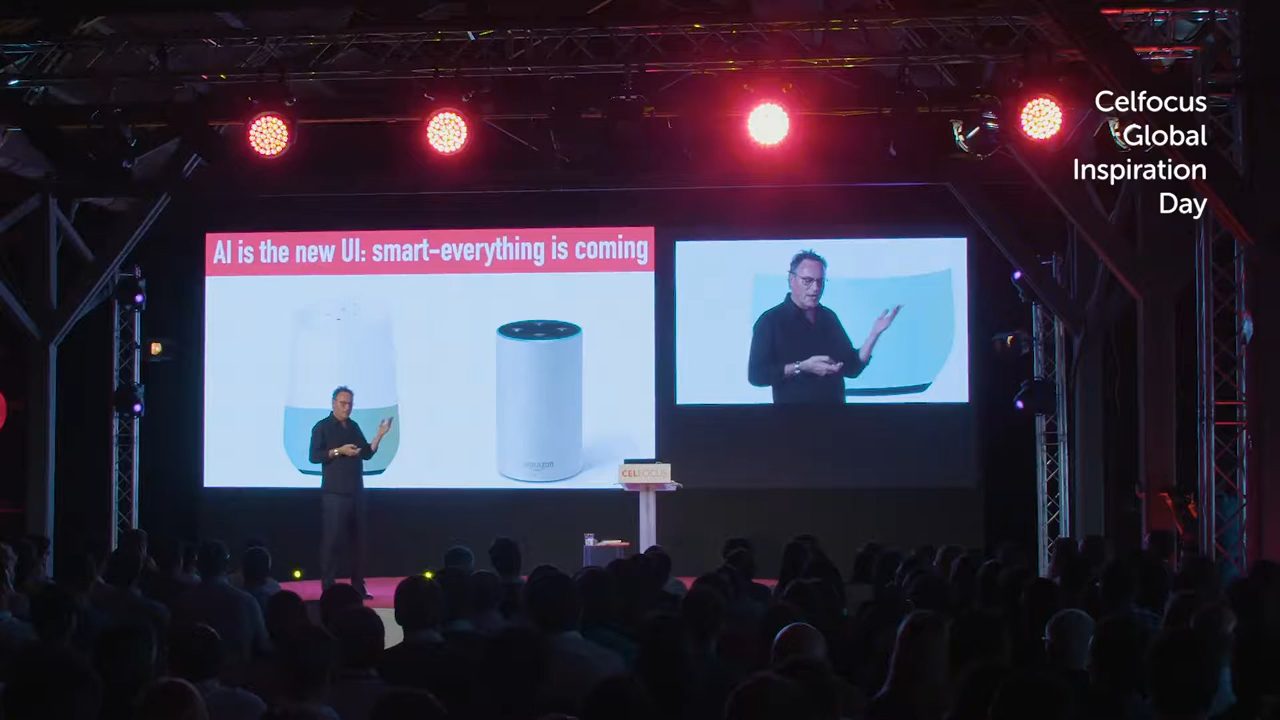 Celfocus
Global
Inspiration
Day
AI is the new UI: smart-everything is coming
amazon
CELFOCUS